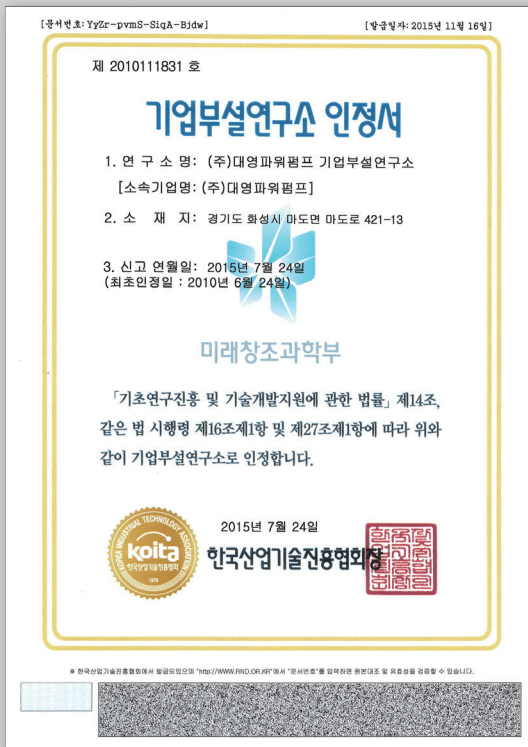 [문서번호: YyZr-pvmS-SiqA-Bjdw] [발급일자: 2015년 11월 16일]
제 2010111831 호
기업부설연구소 인정서
1. 연 구 소 명: (주)대영파워펌프 기업부설연구소
[소속기업명: (주)대영파워펌프]
2. 소 재 지: 경기도 화성시 마도면 마도로 421-13
3. 신고 연월일: 2015년 7월 24일
(최초인정일 : 2010년 6월 24일)
미래창조과학부
「기초연구진흥 및 기술개발지원에 관한 법률」 제14조,
같은 법 시행령 제16조제1항 및 제27조제1항에 따라 위와
같이 기업부설연구소로 인정합니다.
2015년 7월 24일
KOREA INDUSTRIAL TECHNOLOGY ASSOCIATION
koita
한국산업기술진흥협회
1979
한국산업기술진흥협회장
※ 한국산업기술진흥협회에서 발급되었으며 "http://WWW.RND.OR.KR"에서 "문서번호"를 입력하면 원본대조 및 유효성을 검증할 수 있습니다.